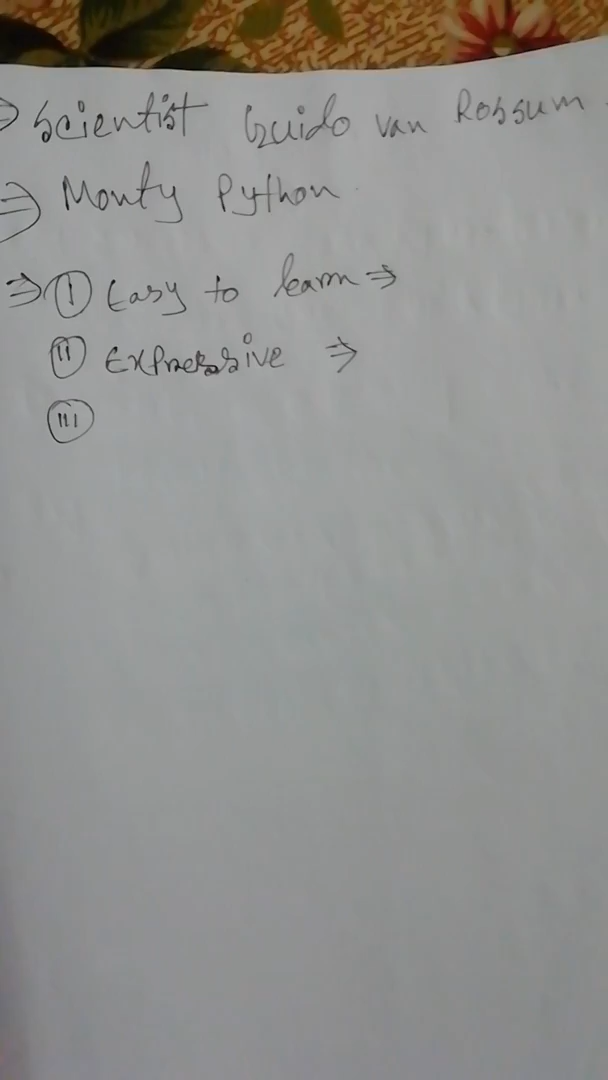 ⇒ Scientist Guido van Rossum.
⇒ Monty Python.
⇒ (i) Easy to learn ⇒
(ii) Expressive ⇒
(iii)